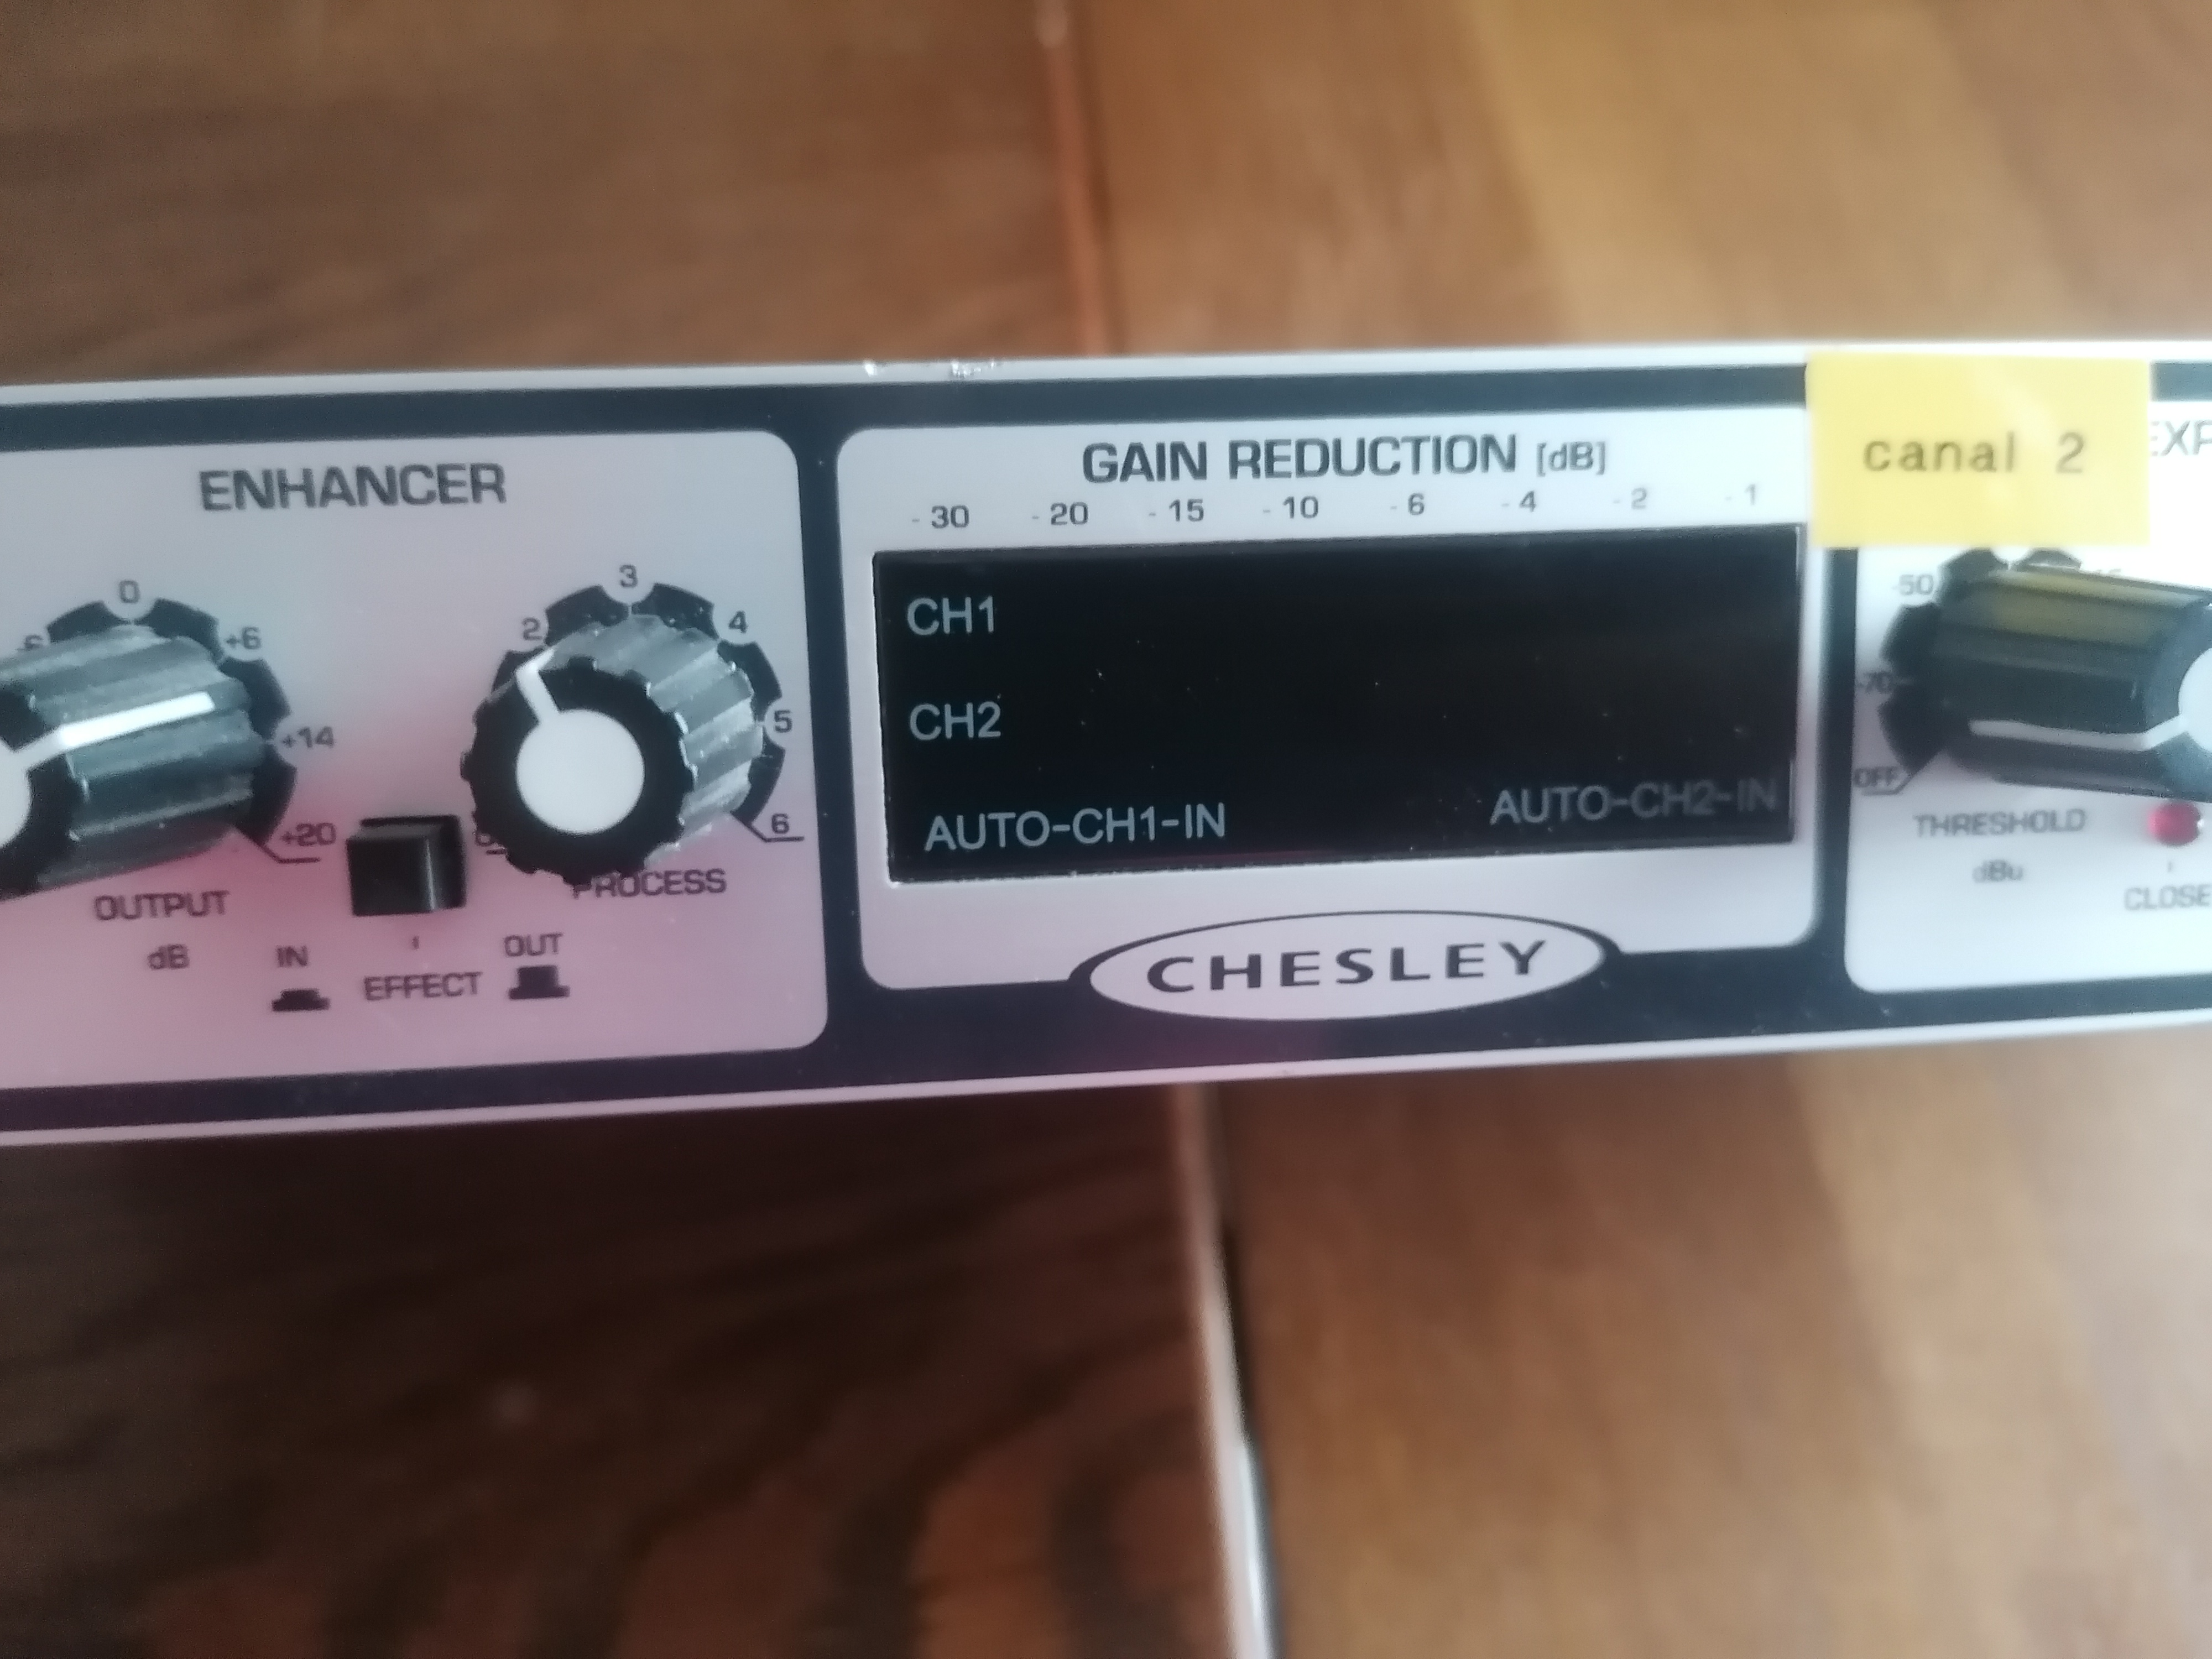 ENHANCER
0
+6
+14
+20
OUTPUT
dB
IN
EFFECT
OUT
2
3
4
5
6
PROCESS
GAIN REDUCTION [dB]
- 30 - 20 - 15 - 10 - 6 - 4 - 2 - 1
CH1
CH2
AUTO-CH1-IN AUTO-CH2-IN
CHESLEY
canal 2
-50
-70
OFF
THRESHOLD
dBu
CLOSE